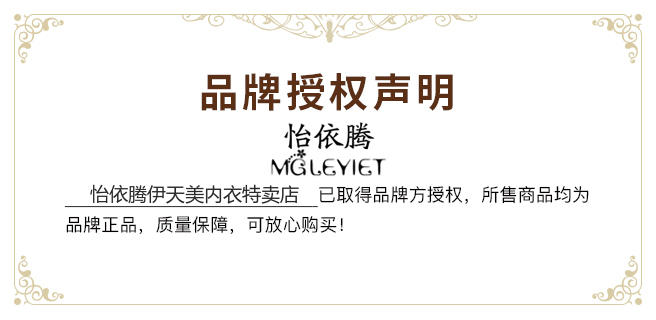 品牌授权声明
怡依腾
MGLEYIET
怡依腾伊天美内衣特卖店 已取得品牌方授权，所售商品均为
品牌正品，质量保障，可放心购买！